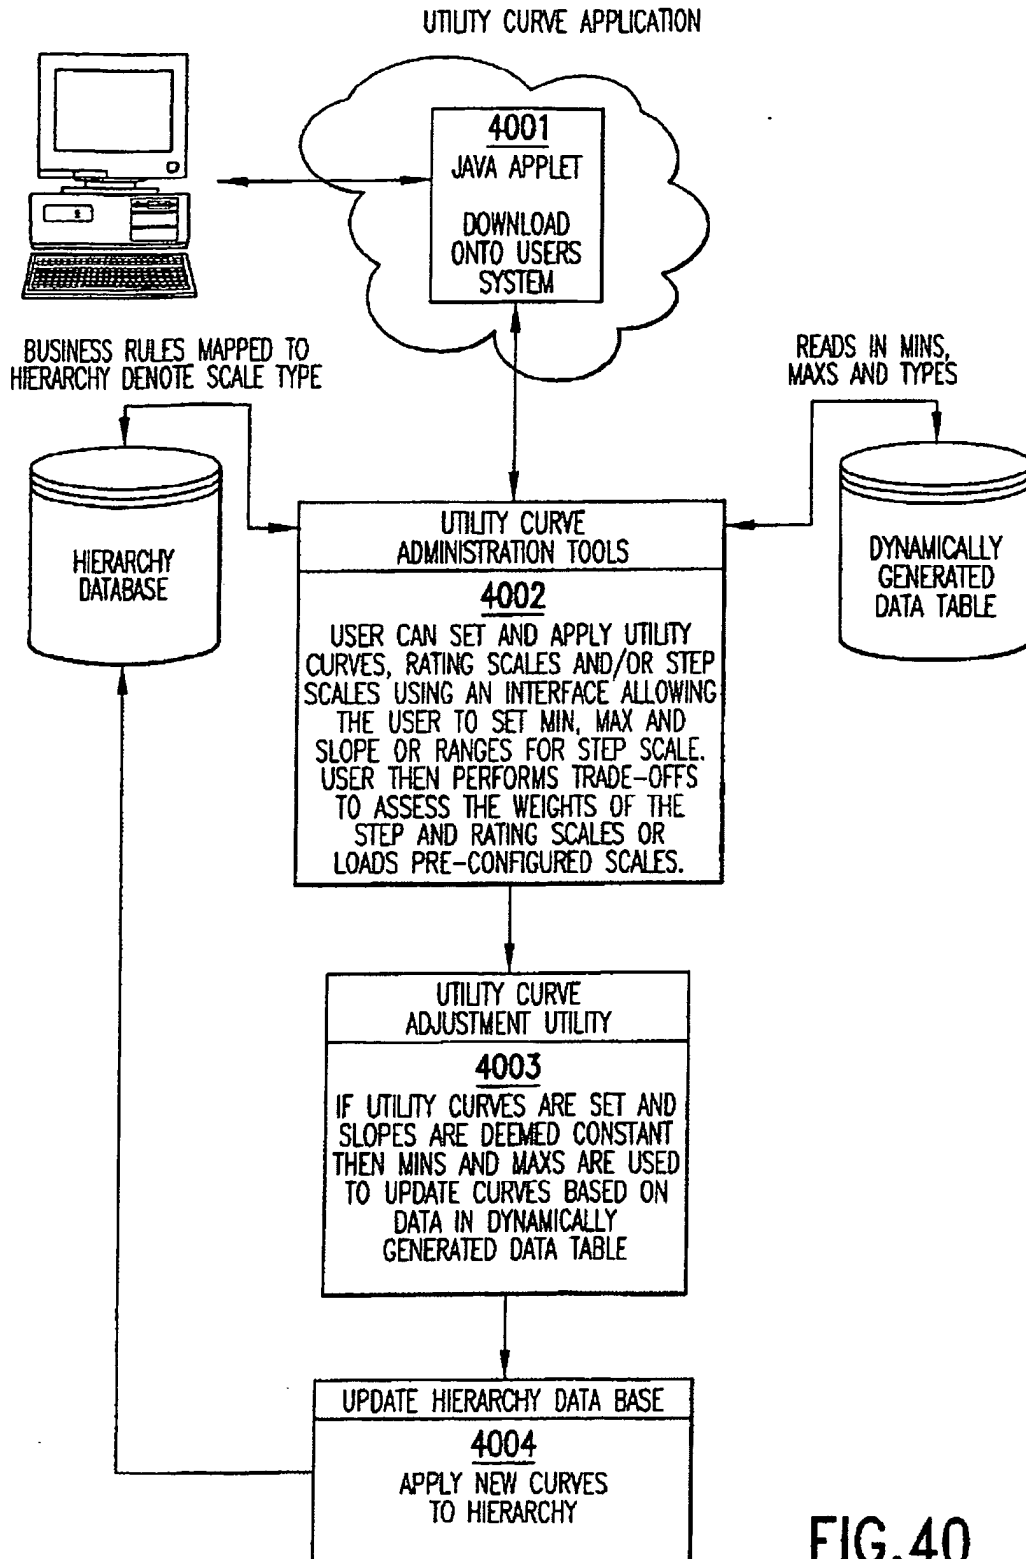 UTILITY CURVE APPLICATION
4001
JAVA APPLET
DOWNLOAD
ONTO USERS
SYSTEM
BUSINESS RULES MAPPED TO
HIERARCHY DENOTE SCALE TYPE
READS IN MINS,
MAXS AND TYPES
HIERARCHY
DATABASE
DYNAMICALLY
GENERATED
DATA TABLE
UTILITY CURVE
ADMINISTRATION TOOLS
4002
USER CAN SET AND APPLY UTILITY
CURVES, RATING SCALES AND/OR STEP
SCALES USING AN INTERFACE ALLOWING
THE USER TO SET MIN, MAX AND
SLOPE OR RANGES FOR STEP SCALE.
USER THEN PERFORMS TRADE-OFFS
TO ASSESS THE WEIGHTS OF THE
STEP AND RATING SCALES OR
LOADS PRE-CONFIGURED SCALES.
UTILITY CURVE
ADJUSTMENT UTILITY
4003
IF UTILITY CURVES ARE SET AND
SLOPES ARE DEEMED CONSTANT
THEN MINS AND MAXS ARE USED
TO UPDATE CURVES BASED ON
DATA IN DYNAMICALLY
GENERATED DATA TABLE
UPDATE HIERARCHY DATA BASE
4004
APPLY NEW CURVES
TO HIERARCHY
FIG.40